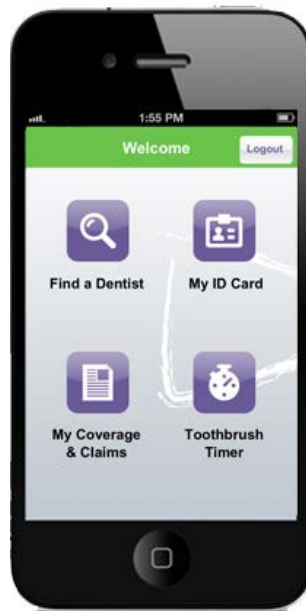 1:55 PM
Welcome
Logout
Find a Dentist
My ID Card
My Coverage
& Claims
Toothbrush
Timer